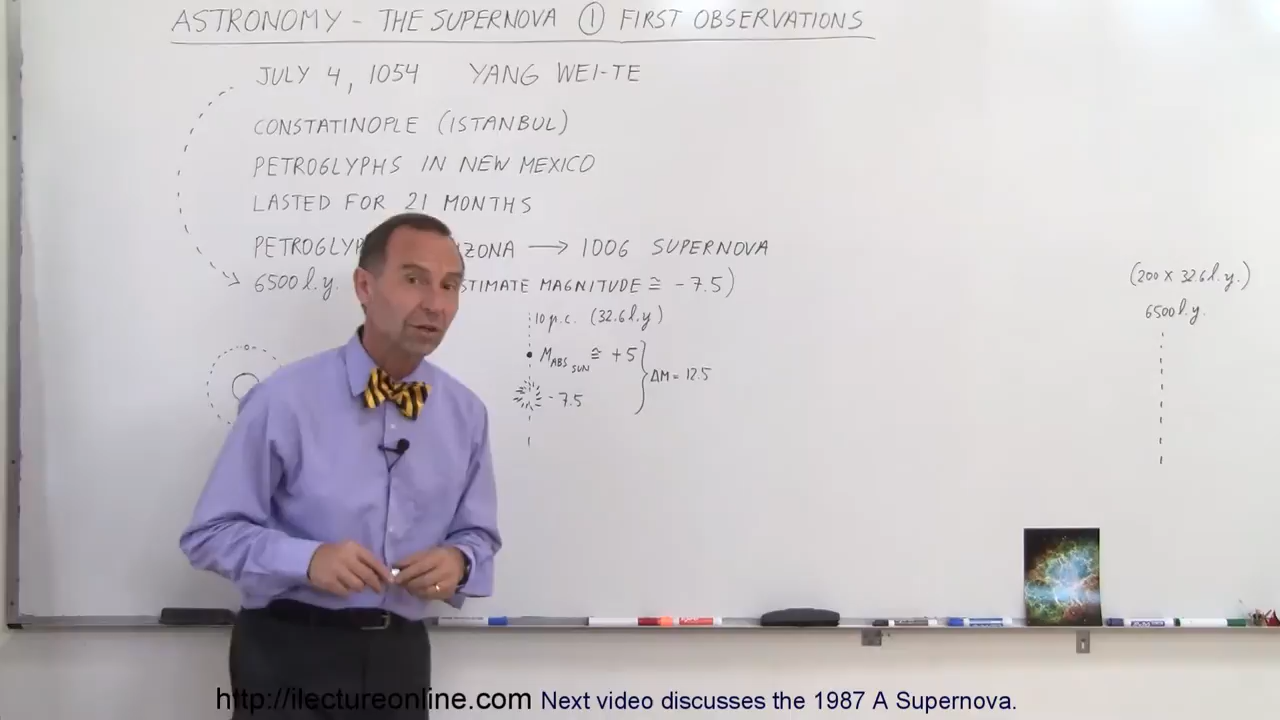 ASTRONOMY - THE SUPERNOVA ① FIRST OBSERVATIONS
JULY 4, 1054 YANG WEI-TE
CONSTATINOPLE (ISTANBUL)
PETROGLYPHS IN NEW MEXICO
LASTED FOR 21 MONTHS
PETROGLYP IZONA → 1006 SUPERNOVA
6500 l.y. STIMATE MAGNITUDE ≅ -7.5)
10 p.c. (32.6 l.y)
M ABS SUN ≅ +5
ΔM = 12.5
-7.5
(200 x 32.6 l.y.)
6500 l.y.
http://ilectureonline.com Next video discusses the 1987 A Supernova.